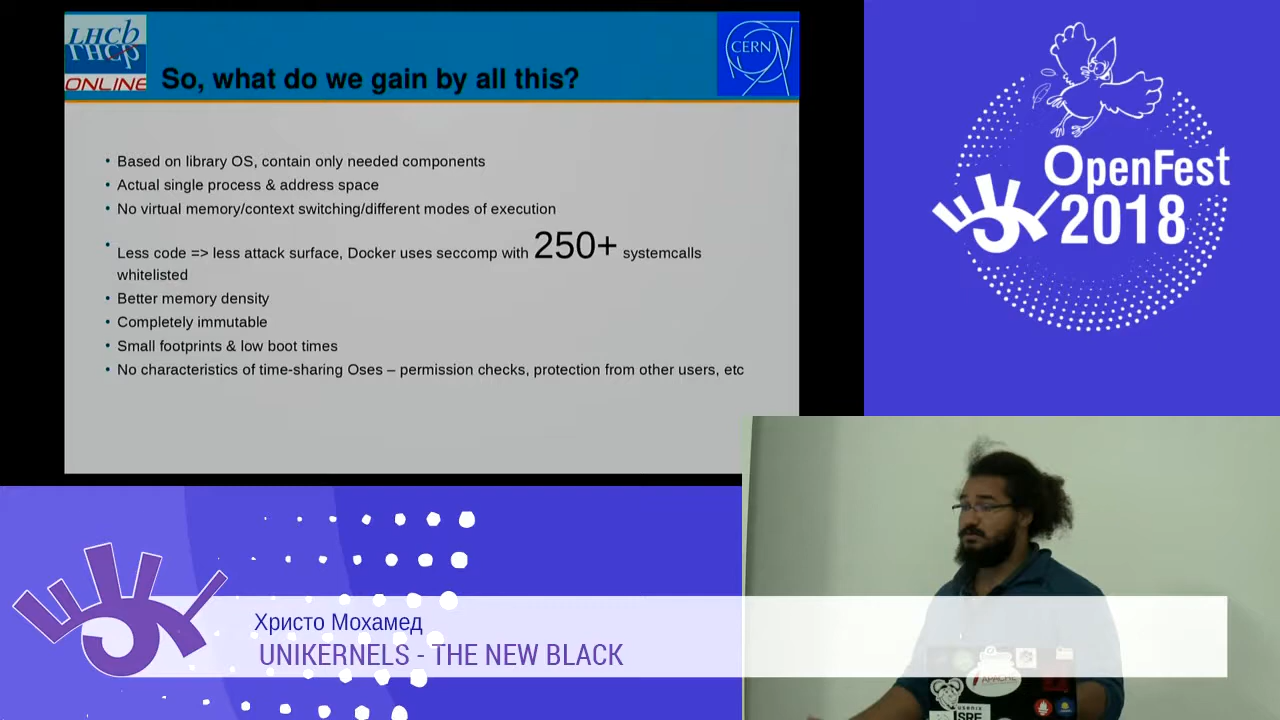 LHCb
ONLINE
So, what do we gain by all this?
CERN
Based on library OS, contain only needed components
Actual single process & address space
No virtual memory/context switching/different modes of execution
Less code => less attack surface, Docker uses seccomp with 250+ systemcalls
whitelisted
Better memory density
Completely immutable
Small footprints & low boot times
No characteristics of time-sharing Oses – permission checks, protection from other users, etc
OpenFest
2018
Христо Мохамед
UNIKERNELS - THE NEW BLACK
APACHE
usenix
SRE